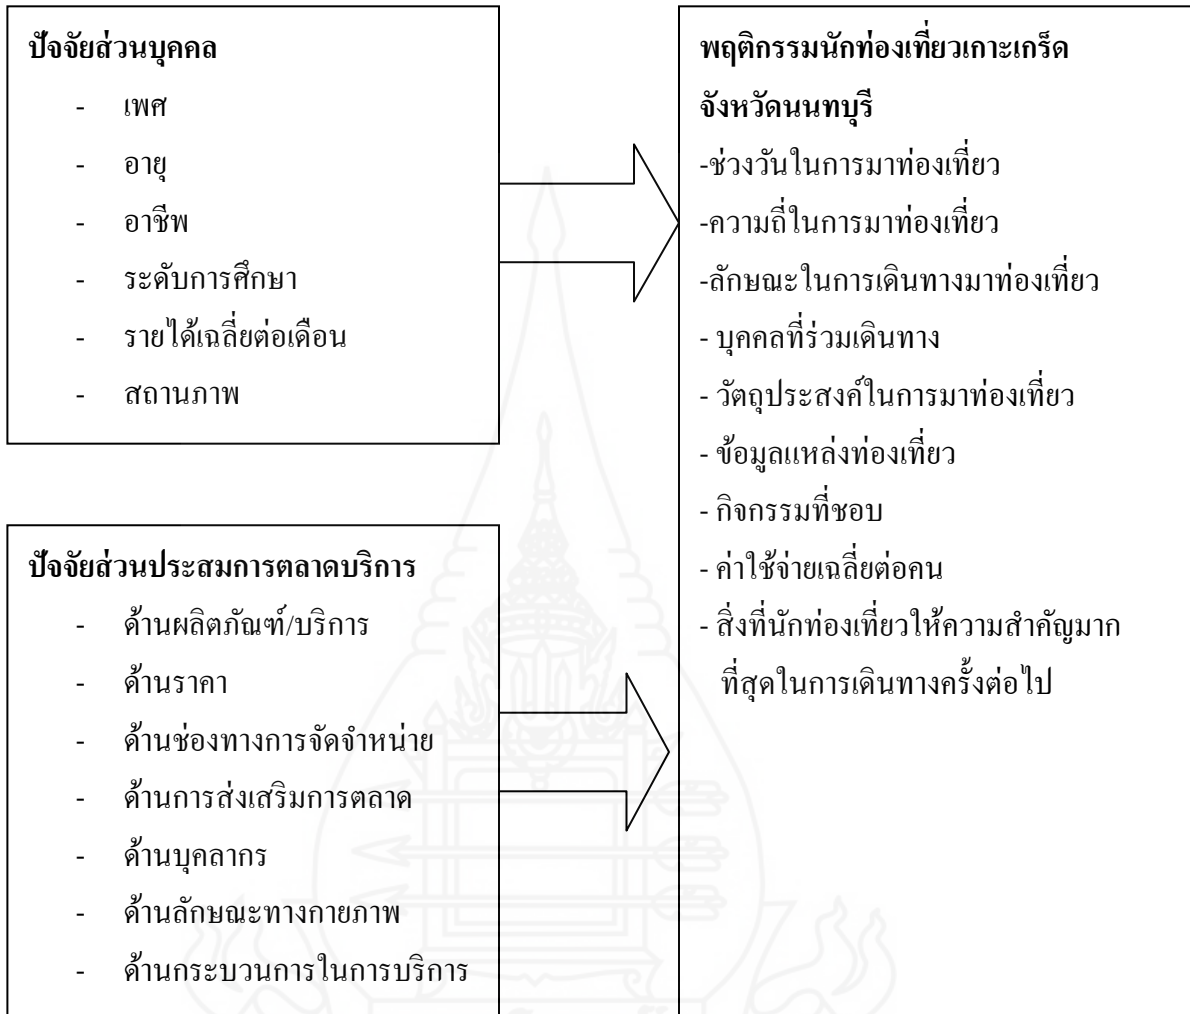 ปัจจัยส่วนบุคคล
- เพศ
- อายุ
- อาชีพ
- ระดับการศึกษา
- รายได้เฉลี่ยต่อเดือน
- สถานภาพ
ปัจจัยส่วนประสมการตลาดบริการ
- ด้านผลิตภัณฑ์/บริการ
- ด้านราคา
- ด้านช่องทางการจัดจำหน่าย
- ด้านการส่งเสริมการตลาด
- ด้านบุคลากร
- ด้านลักษณะทางกายภาพ
- ด้านกระบวนการในการบริการ
พฤติกรรมนักท่องเที่ยวเกาะเกร็ด
จังหวัดนนทบุรี
-ช่วงวันในการมาท่องเที่ยว
-ความถี่ในการมาท่องเที่ยว
-ลักษณะในการเดินทางมาท่องเที่ยว
- บุคคลที่ร่วมเดินทาง
- วัตถุประสงค์ในการมาท่องเที่ยว
- ข้อมูลแหล่งท่องเที่ยว
- กิจกรรมที่ชอบ
- ค่าใช้จ่ายเฉลี่ยต่อคน
- สิ่งที่นักท่องเที่ยวให้ความสำคัญมาก
ที่สุดในการเดินทางครั้งต่อไป